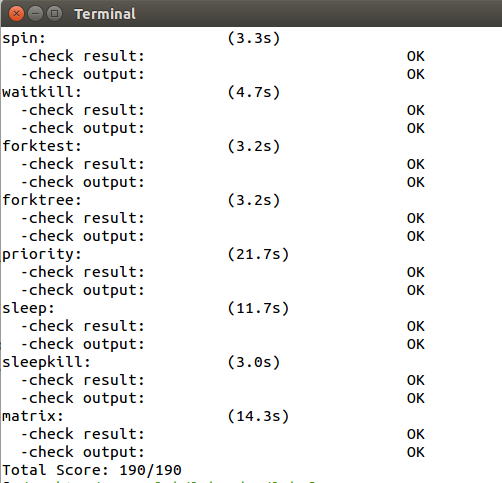 Terminal
spin: (3.3s)
-check result: OK
-check output: OK
waitkill: (4.7s)
-check result: OK
-check output: OK
forktest: (3.2s)
-check result: OK
-check output: OK
forktree: (3.2s)
-check result: OK
-check output: OK
priority: (21.7s)
-check result: OK
-check output: OK
sleep: (11.7s)
-check result: OK
-check output: OK
sleepkill: (3.0s)
-check result: OK
-check output: OK
matrix: (14.3s)
-check result: OK
-check output: OK
Total Score: 190/190